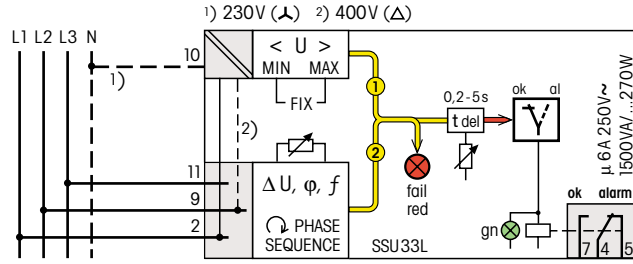 1) 230V (⅄) 2) 400V (△)
L1 L2 L3 N
10
1)
< U >
MIN MAX
FIX
2)
1
2
0,2-5s
t del
ok al
fail
red
11
9
2
Δ U, φ, f
PHASE
SEQUENCE
SSU33L
gn
µ 6A 250V~
1500VA/...270W
ok alarm
7 4 5